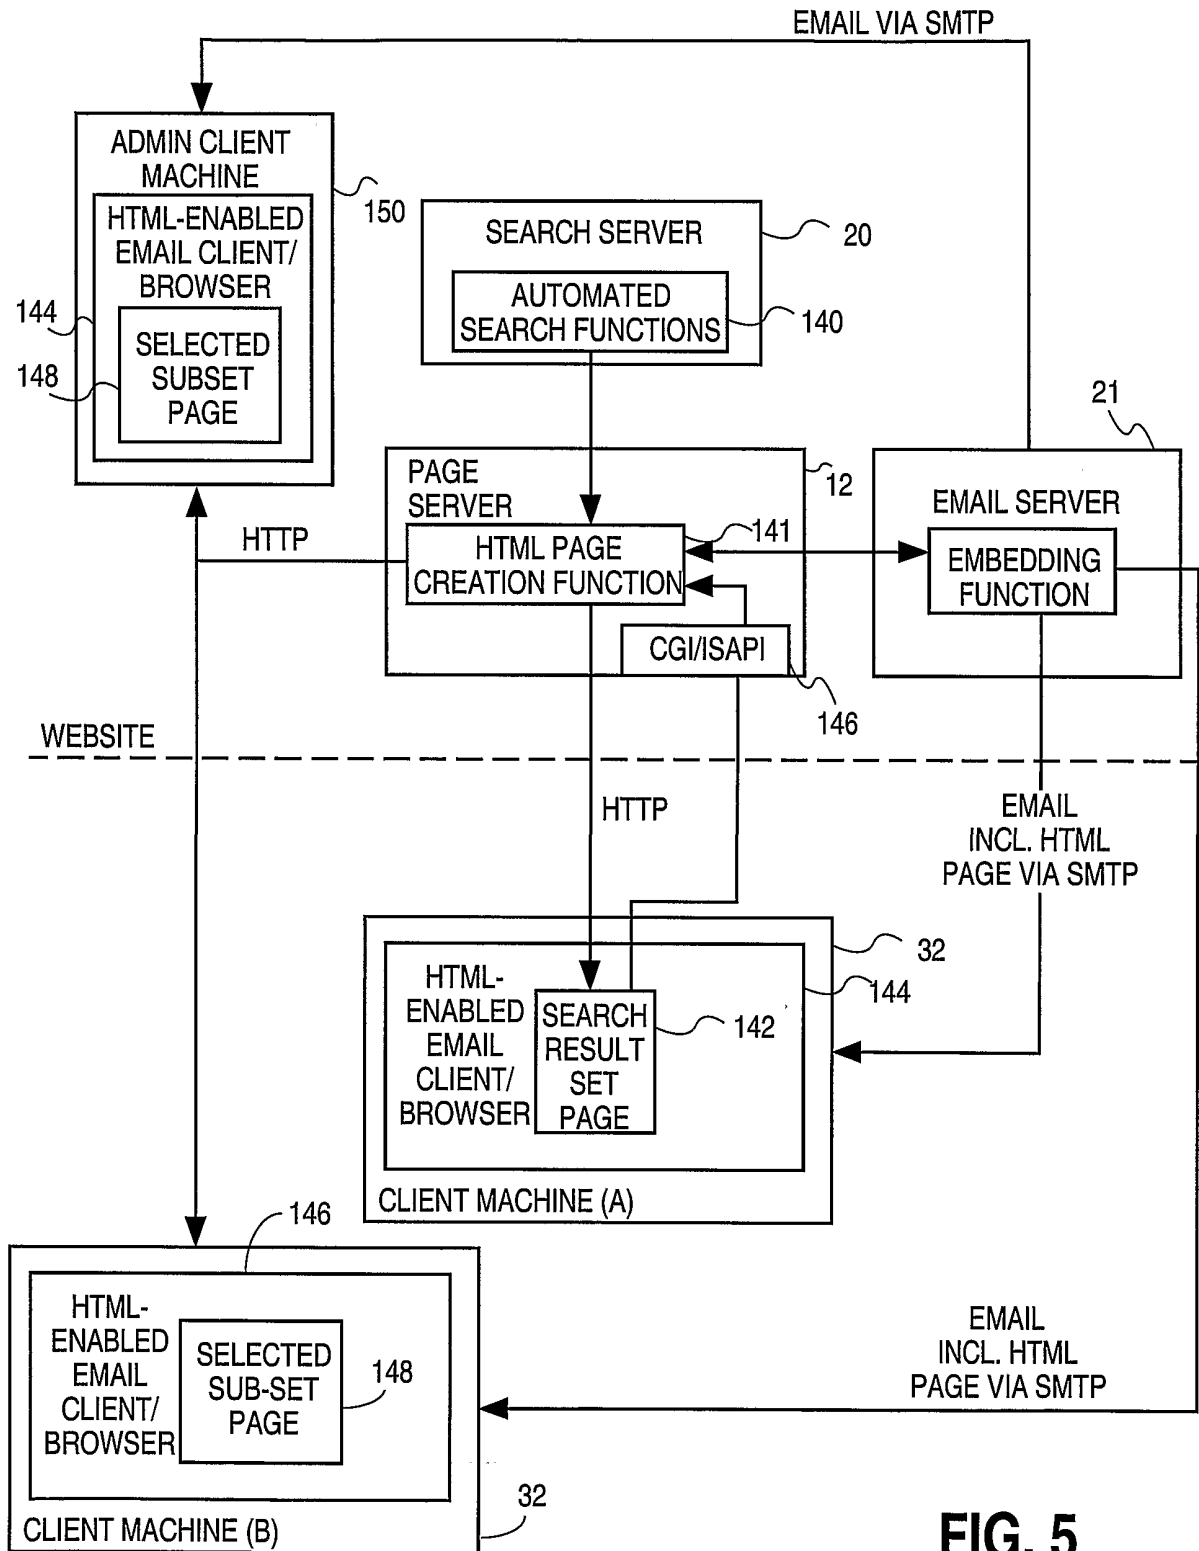 EMAIL VIA SMTP
ADMIN CLIENT
MACHINE
150
HTML-ENABLED
EMAIL CLIENT/
BROWSER
144
SELECTED
SUBSET
PAGE
148
SEARCH SERVER
20
AUTOMATED
SEARCH FUNCTIONS
140
21
PAGE
SERVER
12
EMAIL SERVER
HTTP
HTML PAGE
CREATION FUNCTION
141
EMBEDDING
FUNCTION
CGI/ISAPI
146
WEBSITE
HTTP
EMAIL
INCL. HTML
PAGE VIA SMTP
32
HTML-
ENABLED
EMAIL
CLIENT/
BROWSER
144
SEARCH
RESULT
SET
PAGE
142
CLIENT MACHINE (A)
146
HTML-
ENABLED
EMAIL
CLIENT/
BROWSER
SELECTED
SUB-SET
PAGE
148
EMAIL
INCL. HTML
PAGE VIA SMTP
32
CLIENT MACHINE (B)
FIG. 5